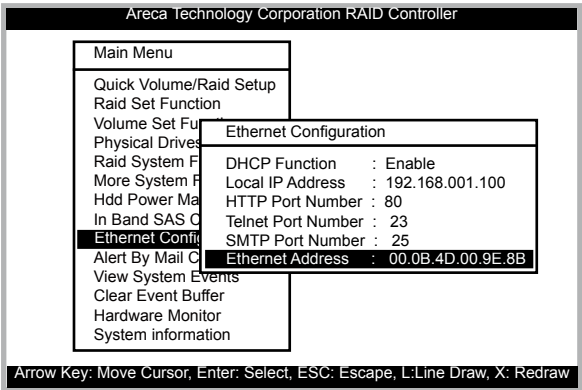 Areca Technology Corporation RAID Controller
Main Menu
Quick Volume/Raid Setup
Raid Set Function
Volume Set Fu
Physical Drives
Raid System F
More System F
Hdd Power Ma
In Band SAS C
Ethernet Config
Alert By Mail C
View System Events
Clear Event Buffer
Hardware Monitor
System information
Ethernet Configuration
DHCP Function : Enable
Local IP Address : 192.168.001.100
HTTP Port Number : 80
Telnet Port Number : 23
SMTP Port Number : 25
Ethernet Address : 00.0B.4D.00.9E.8B
Arrow Key: Move Cursor, Enter: Select, ESC: Escape, L:Line Draw, X: Redraw